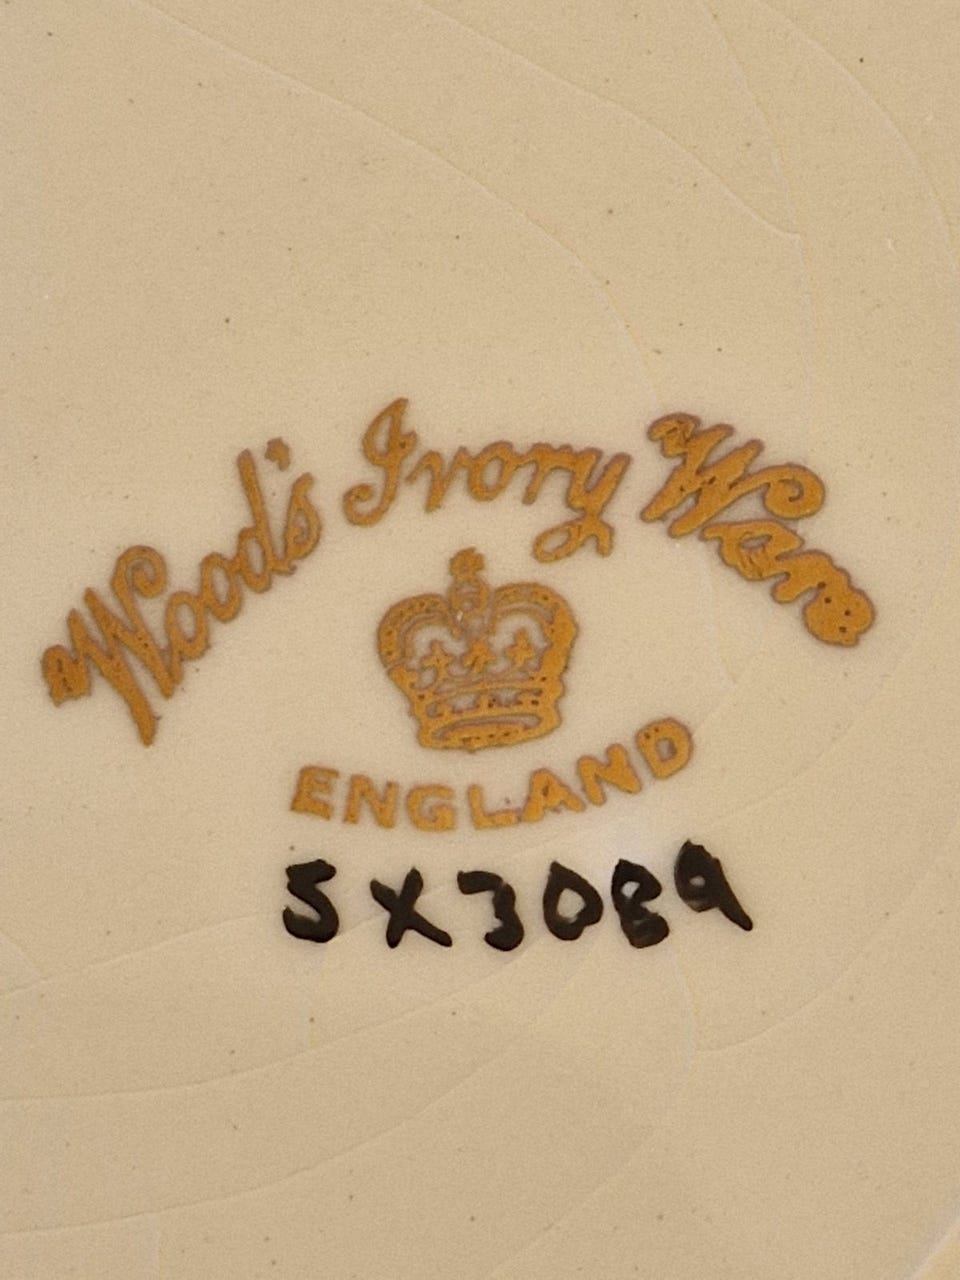 Wood's Ivory Ware
ENGLAND
SX3089